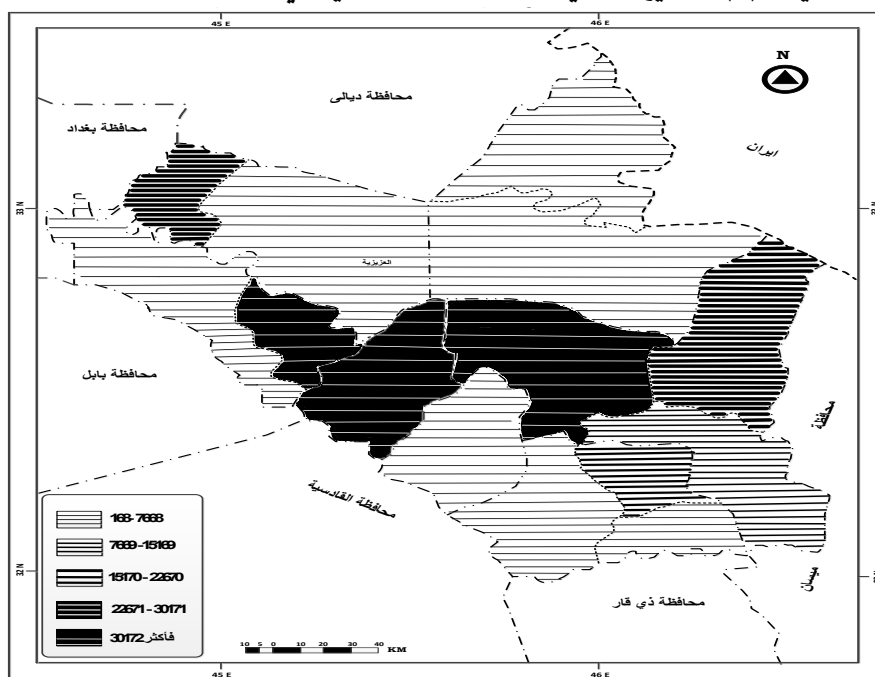 45 E
46 E
N
محافظة ديالى
محافظة بغداد
ايران
33 N
العزيزية
محافظة بابل
محافظة
محافظة القادسية
ميسان
محافظة ذي قار
32 N
168-7668
7669-15169
15170-22670
22671-30171
30172 فأكثر
10 5 0 10 20 30 40 KM
45 E
46 E